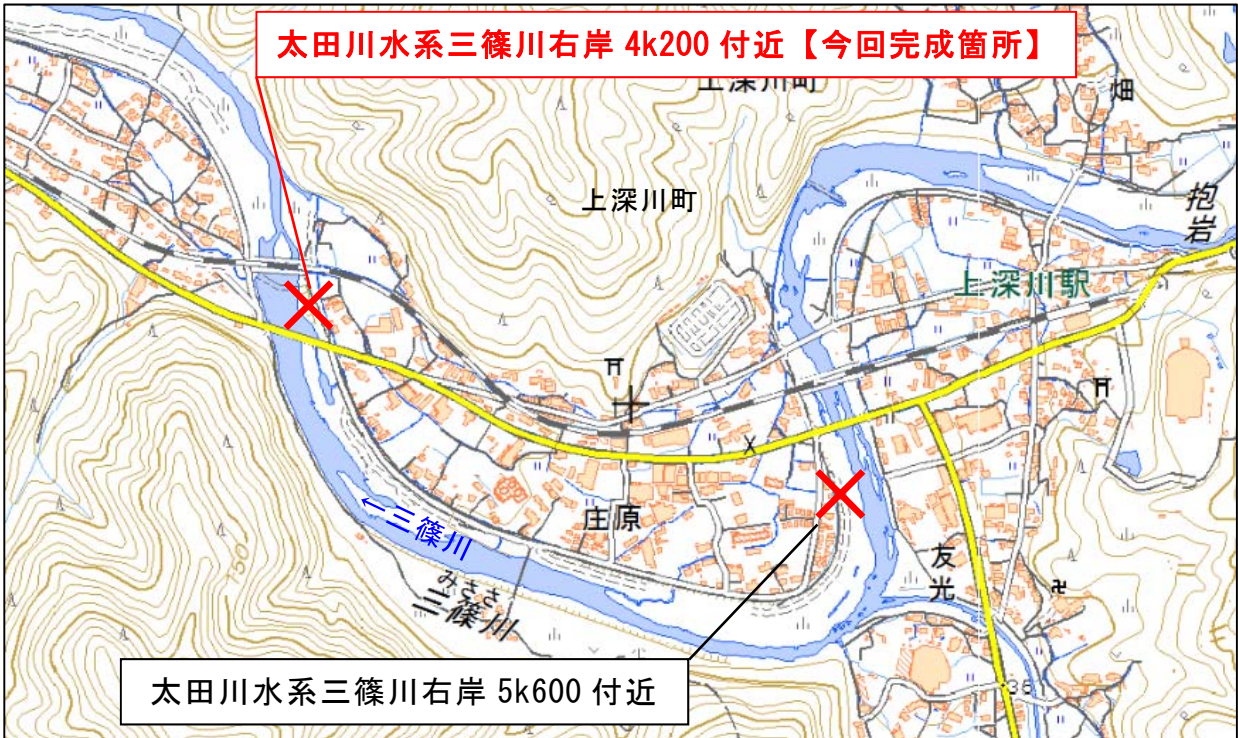 太田川水系三篠川右岸 4k200 付近【今回完成箇所】
上深川町
畑
上深川町
抱岩
上深川駅
庄原
←三篠川
友光
みささ
三篠川
150
36
太田川水系三篠川右岸 5k600 付近